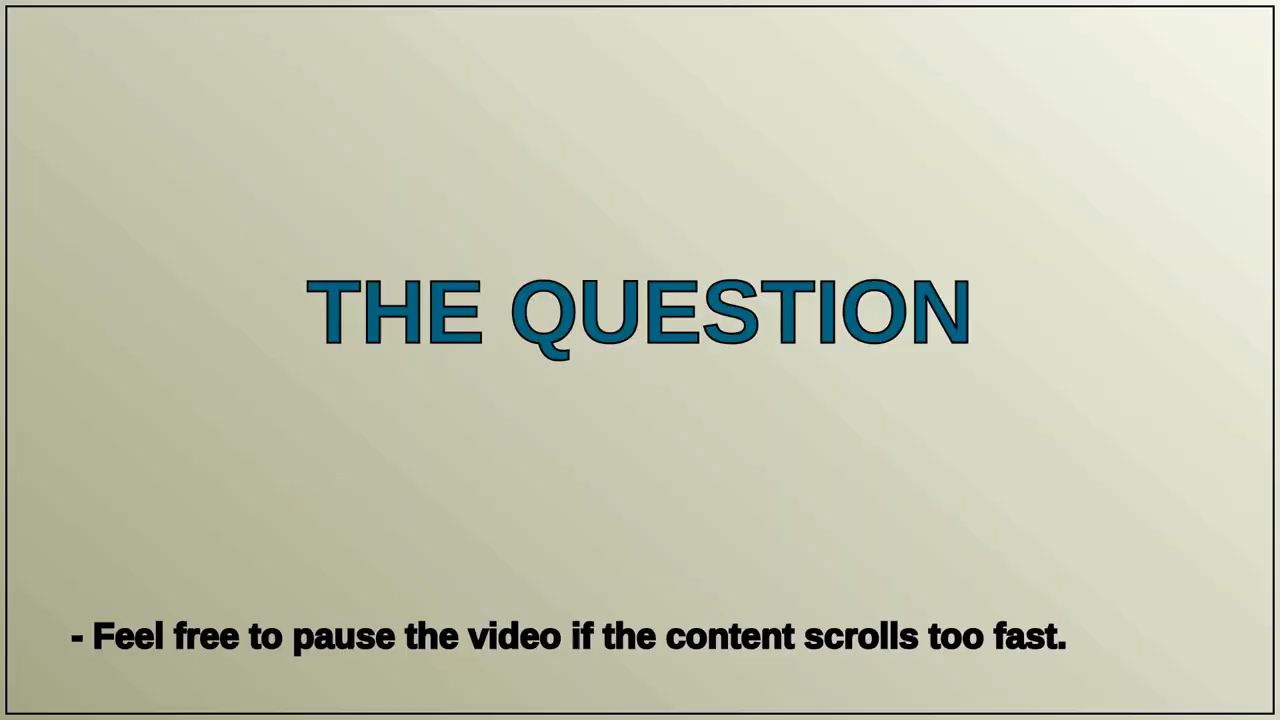 THE QUESTION
- Feel free to pause the video if the content scrolls too fast.